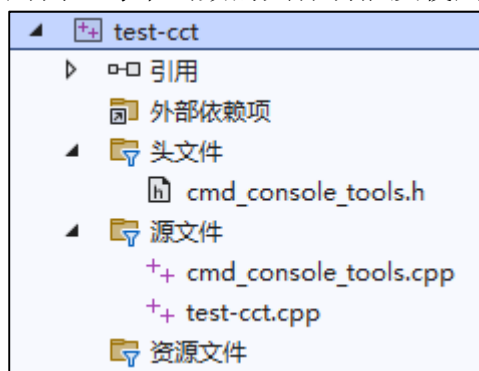 test-cct
引用
外部依赖项
头文件
cmd_console_tools.h
源文件
cmd_console_tools.cpp
test-cct.cpp
资源文件